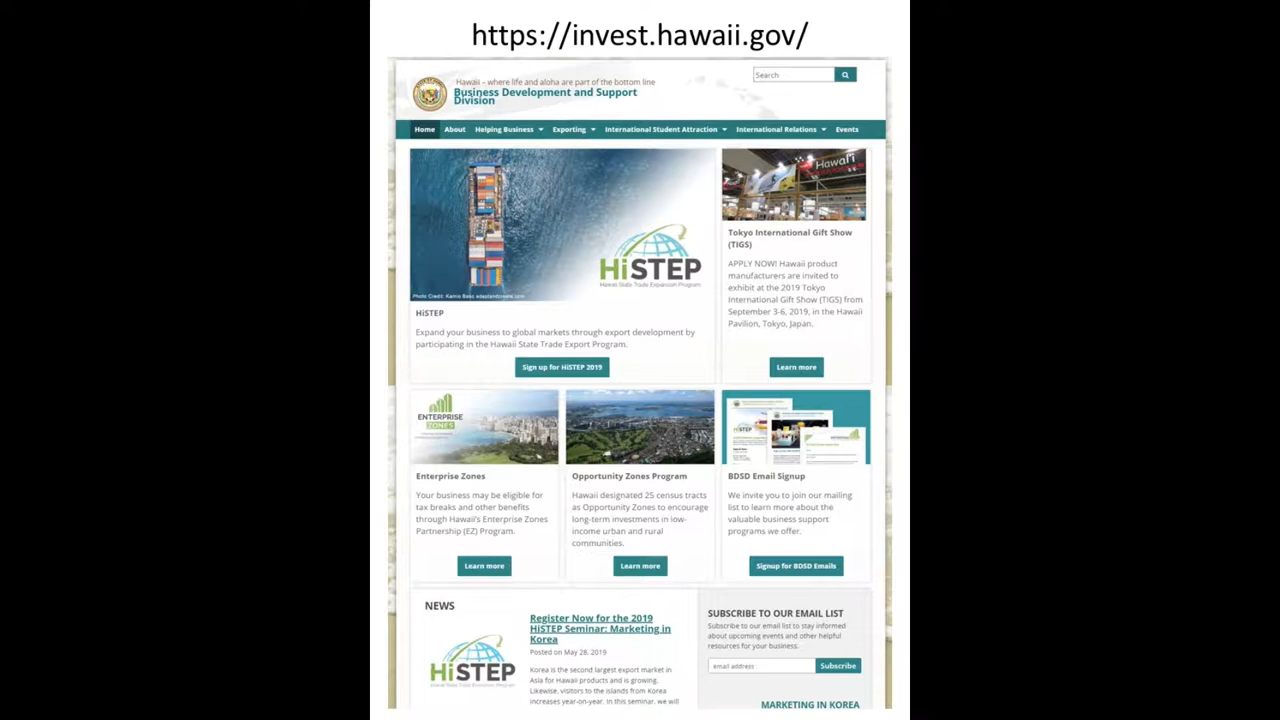 https://invest.hawaii.gov/
Hawaii – where life and aloha are part of the bottom line
Business Development and Support
Division
Search
Home About Helping Business Exporting International Student Attraction International Relations Events
HiSTEP
Hawaii State Trade Expansion Program
HiSTEP
Expand your business to global markets through export development by
participating in the Hawaii State Trade Export Program.
Sign up for HiSTEP 2019
Hawai'i
Tokyo International Gift Show
(TIGS)
APPLY NOW! Hawaii product
manufacturers are invited to
exhibit at the 2019 Tokyo
International Gift Show (TIGS) from
September 3-6, 2019, in the Hawaii
Pavilion, Tokyo, Japan.
Learn more
ENTERPRISE
ZONES
Enterprise Zones
Your business may be eligible for
tax breaks and other benefits
through Hawaii's Enterprise Zones
Partnership (EZ) Program.
Learn more
Opportunity Zones Program
Hawaii designated 25 census tracts
as Opportunity Zones to encourage
long-term investments in low-
income urban and rural
communities.
Learn more
HiSTEP
BDSD Email Signup
We invite you to join our mailing
list to learn more about the
valuable business support
programs we offer.
Signup for BDSD Emails
NEWS
HiSTEP
Hawaii State Trade Expansion Program
Register Now for the 2019
HiSTEP Seminar: Marketing in
Korea
Posted on May 28, 2019
Korea is the second largest export market in
Asia for Hawaii products and is growing.
Likewise, visitors to the islands from Korea
increases year-on-year. In this seminar, we will
SUBSCRIBE TO OUR EMAIL LIST
Subscribe to our email list to stay informed
about upcoming events and other helpful
resources for your business.
email address
Subscribe
MARKETING IN KOREA